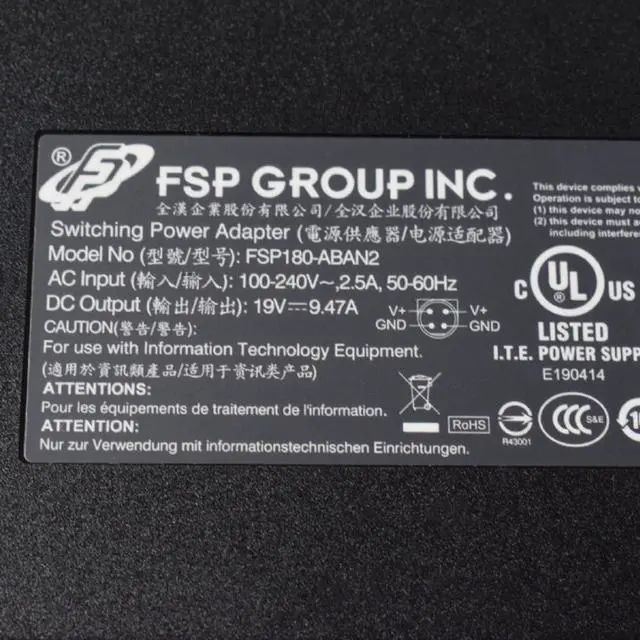 ® FSP GROUP INC.
全漢企業股份有限公司/全汉企业股份有限公司
Switching Power Adapter (電源供應器/电源适配器)
Model No (型號/型号): FSP180-ABAN2
AC Input (輸入/输入): 100-240V~,2.5A, 50-60Hz
DC Output (輸出/输出): 19V⎓9.47A
V+ V+
GND GND
CAUTION(警告/警告):
For use with Information Technology Equipment.
(適用於資訊類產品/适用于资讯类产品)
ATTENTIONS:
Pour les équipements de traitement de l'information.
ATTENTION:
Nur zur Verwendung mit informationstechnischen Einrichtungen.
This device complies
Operation is subject to
(1) this device may not
(2) this device must a
including interference
C UL US
®
LISTED
I.T.E. POWER SUPP
E190414
RoHS
R43001
CCC S&E
10